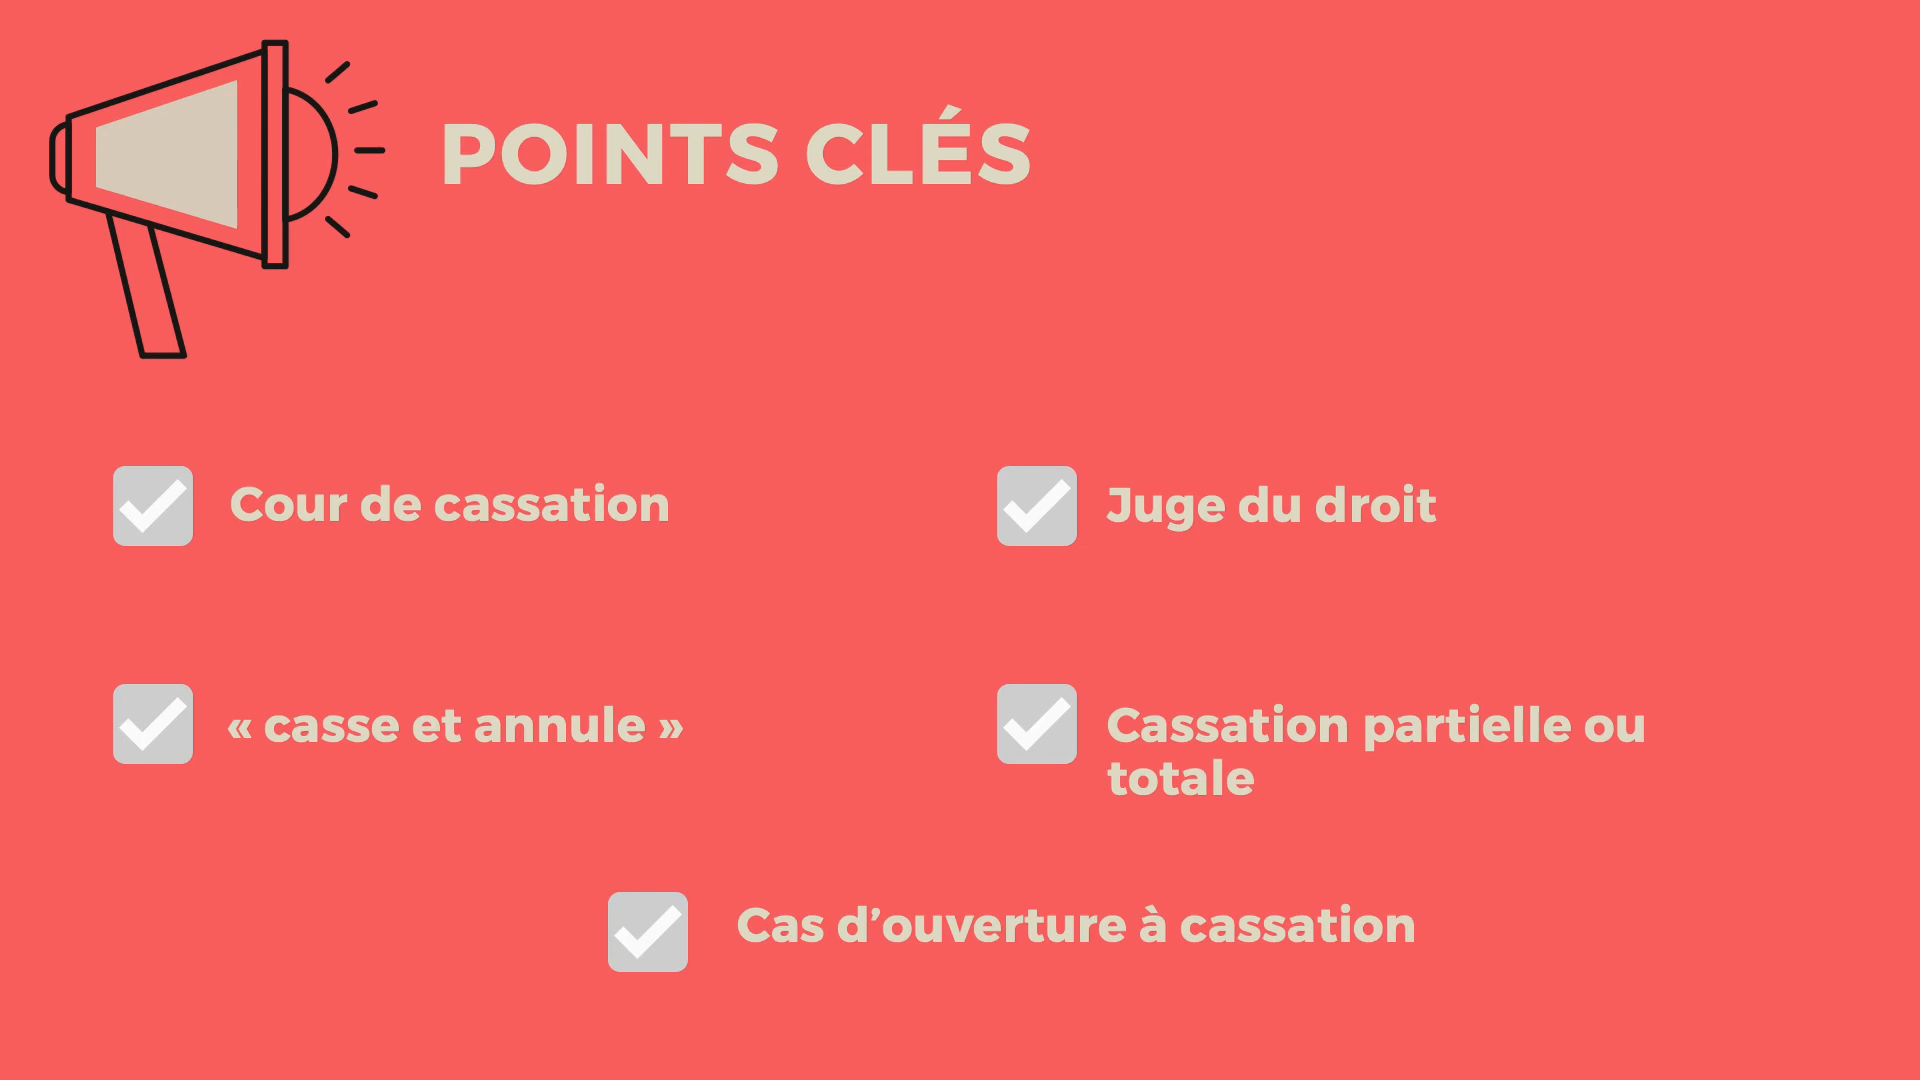 POINTS CLÉS
Cour de cassation
Juge du droit
« casse et annule »
Cassation partielle ou
totale
Cas d’ouverture à cassation